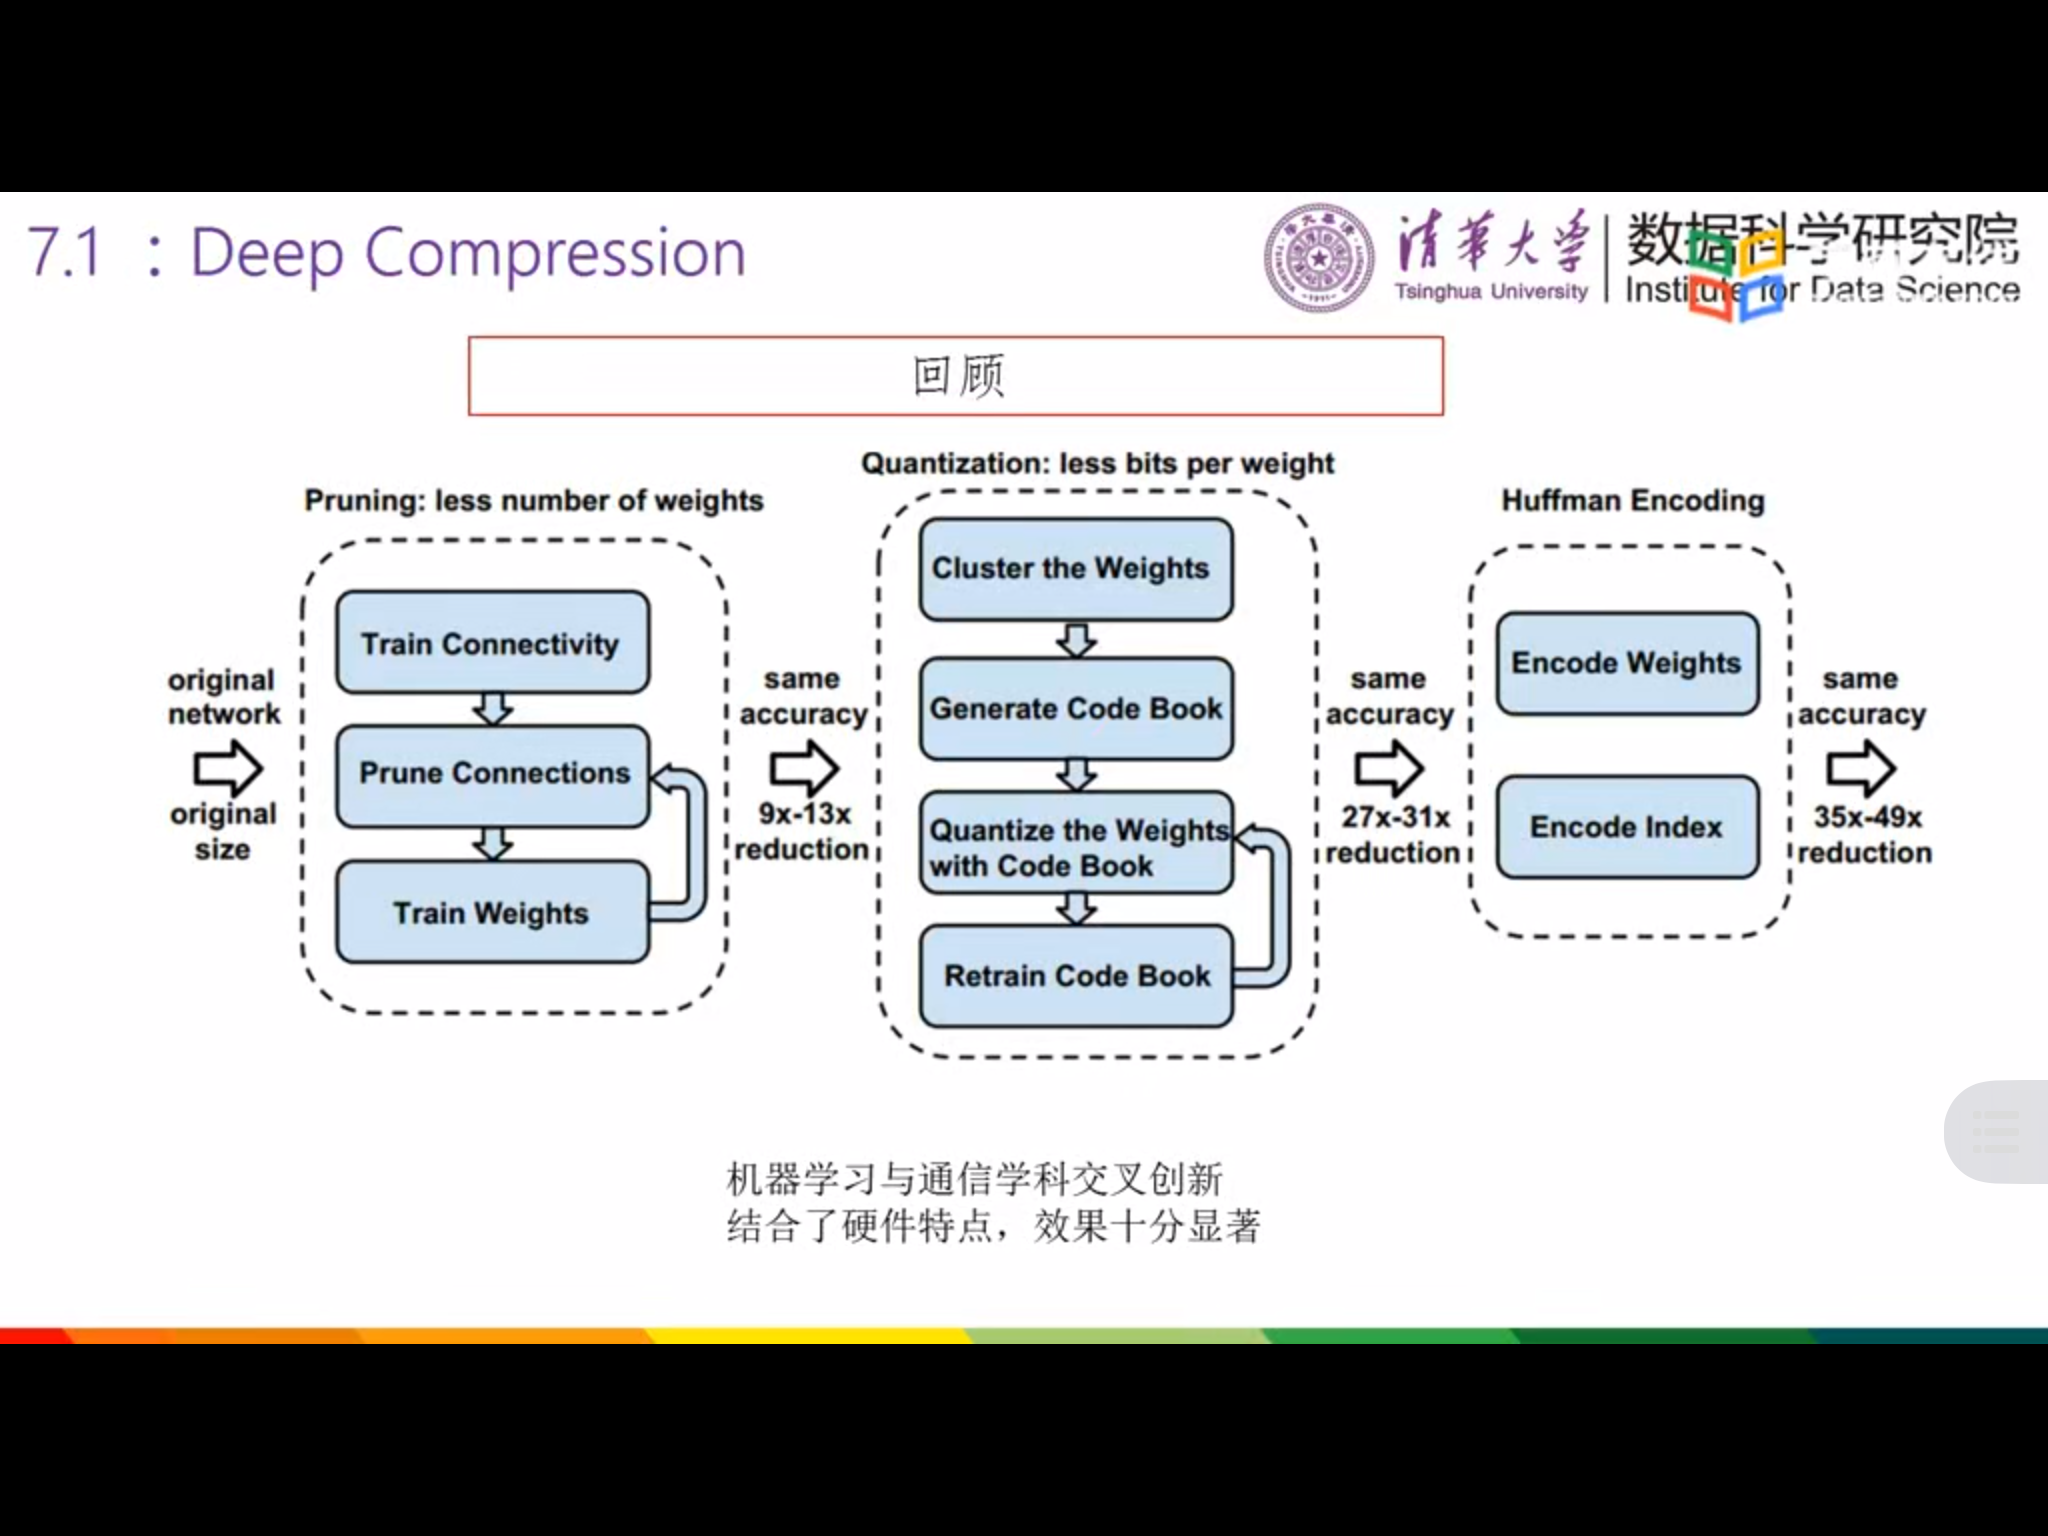 7.1 ：Deep Compression
清华大学
Tsinghua University
数据科学研究院
Institute for Data Science
回顾
Pruning: less number of weights
Train Connectivity
Prune Connections
Train Weights
original
network
original
size
same
accuracy
9x-13x
reduction
Quantization: less bits per weight
Cluster the Weights
Generate Code Book
Quantize the Weights
with Code Book
Retrain Code Book
same
accuracy
27x-31x
reduction
Huffman Encoding
Encode Weights
Encode Index
same
accuracy
35x-49x
reduction
机器学习与通信学科交叉创新
结合了硬件特点，效果十分显著